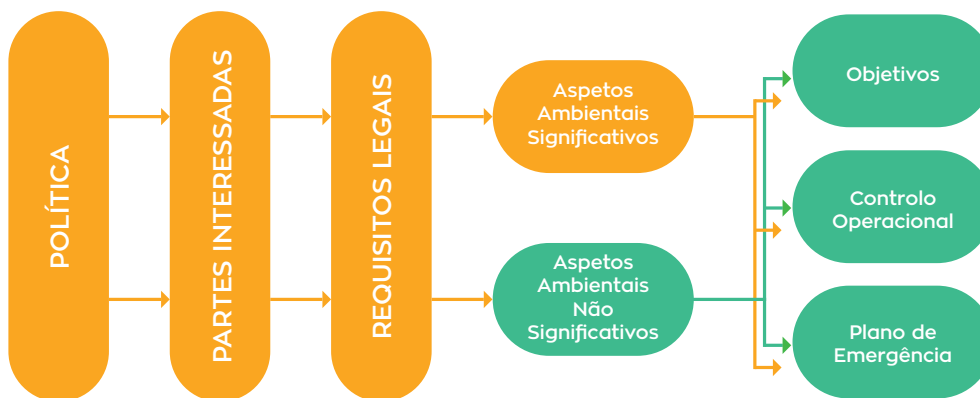 POLÍTICA
PARTES INTERESSADAS
REQUISITOS LEGAIS
Aspetos
Ambientais
Significativos
Aspetos
Ambientais
Não
Significativos
Objetivos
Controlo
Operacional
Plano de
Emergência